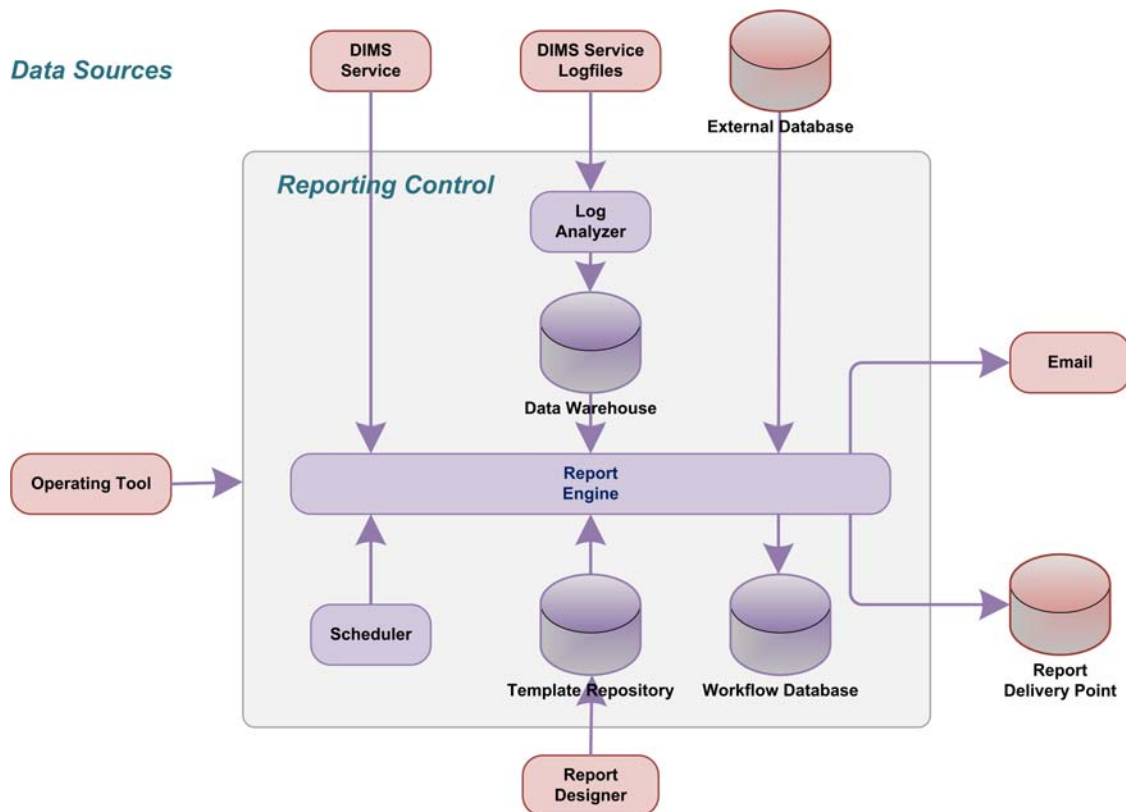 DIMS
Service
DIMS Service
Logfiles
Data Sources
External Database
Reporting Control
Log
Analyzer
Email
Data Warehouse
Operating Tool
Report
Engine
Scheduler
Template Repository
Workflow Database
Report
Delivery Point
Report
Designer